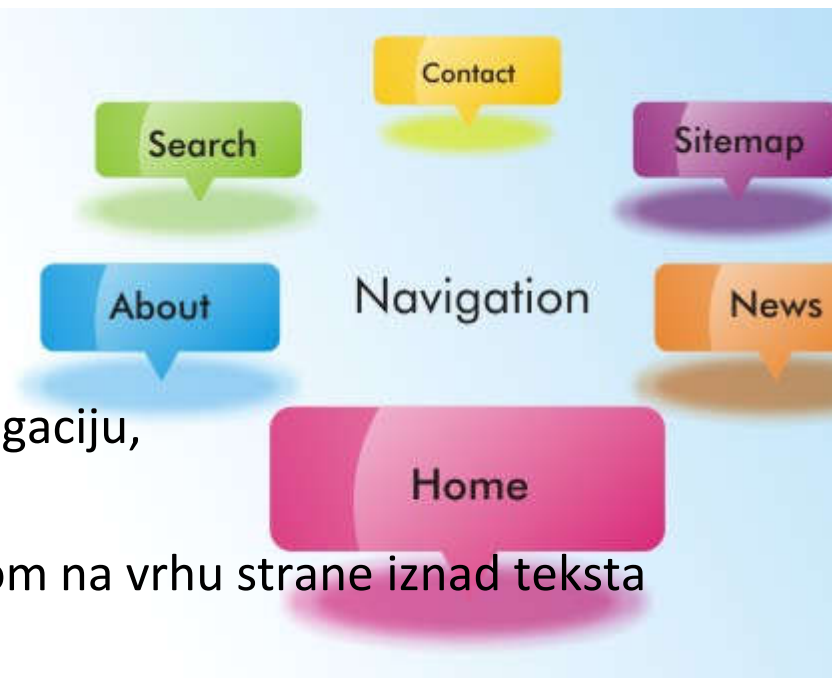 Contact
Search
Sitemap
About
Navigation
News
gaciju,
Home
om na vrhu strane iznad teksta